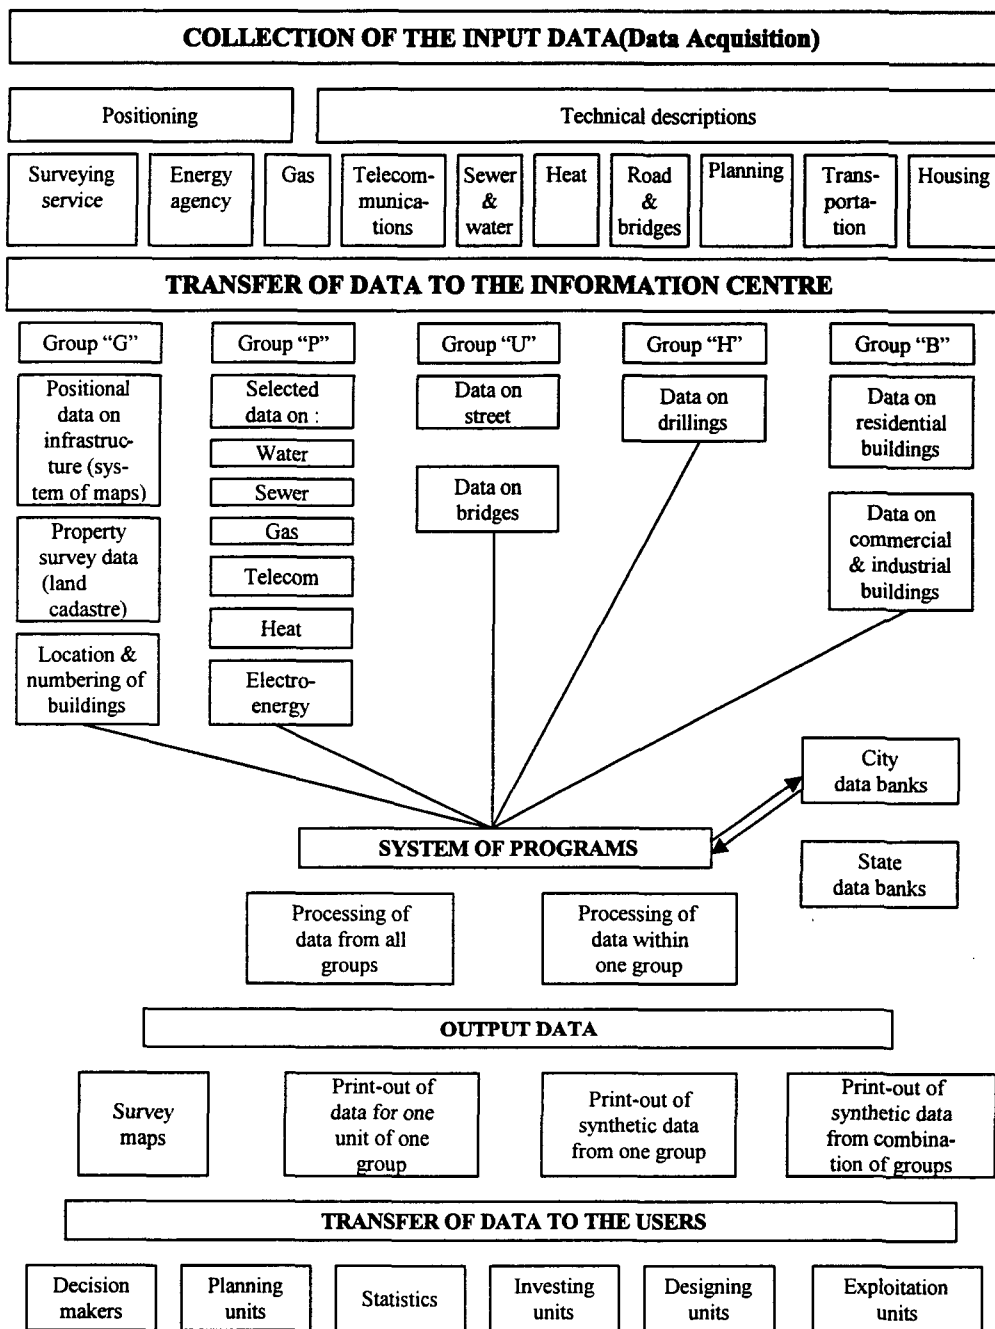 COLLECTION OF THE INPUT DATA(Data Acquisition)
Positioning
Technical descriptions
Surveying
service
Energy
agency
Gas
Telecom-
munica-
tions
Sewer
&
water
Heat
Road
&
bridges
Planning
Trans-
porta-
tion
Housing
TRANSFER OF DATA TO THE INFORMATION CENTRE
Group “G”
Positional
data on
infrastruc-
ture (sys-
tem of maps)
Property
survey data
(land
cadastre)
Location &
numbering of
buildings
Group “P”
Selected
data on :
Water
Sewer
Gas
Telecom
Heat
Electro-
energy
Group “U”
Data on
street
Data on
bridges
Group “H”
Data on
drillings
Group “B”
Data on
residential
buildings
Data on
commercial
& industrial
buildings
City
data banks
SYSTEM OF PROGRAMS
State
data banks
Processing of
data from all
groups
Processing of
data within
one group
OUTPUT DATA
Survey
maps
Print-out of
data for one
unit of one
group
Print-out of
synthetic data
from one group
Print-out of
synthetic data
from combina-
tion of groups
TRANSFER OF DATA TO THE USERS
Decision
makers
Planning
units
Statistics
Investing
units
Designing
units
Exploitation
units